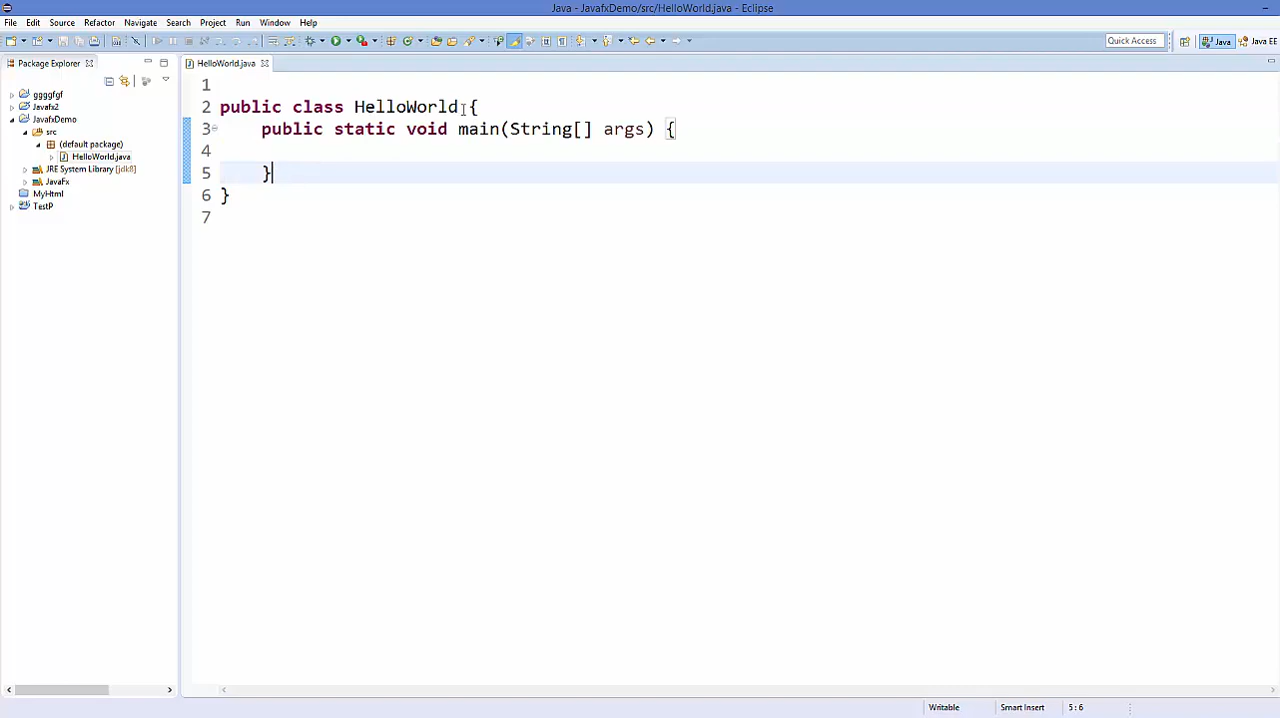 Java - JavafxDemo/src/HelloWorld.java - Eclipse
File Edit Source Refactor Navigate Search Project Run Window Help
Quick Access Java Java EE
Package Explorer
HelloWorld.java
ggggfgf
Javafx2
JavafxDemo
src
(default package)
HelloWorld.java
JRE System Library [jdk8]
JavaFx
MyHtml
TestP
1
2 public class HelloWorld {
3 public static void main(String[] args) {
4
5 }
6 }
7
Writable Smart Insert 5 : 6